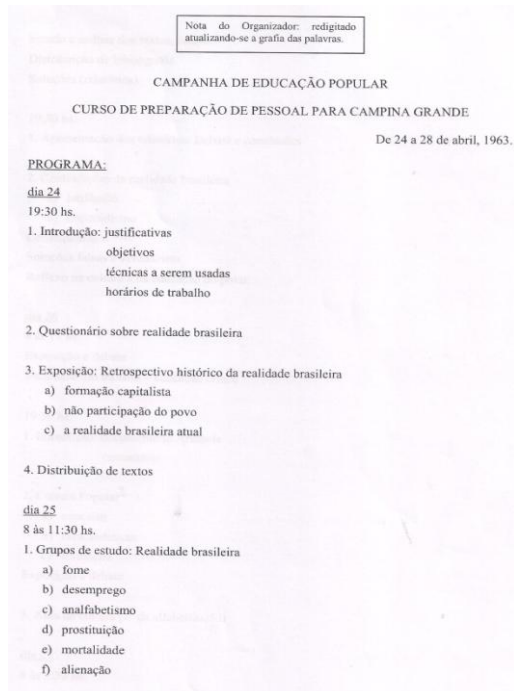 Nota do Organizador: redigitado
atualizando-se a grafia das palavras.
CAMPANHA DE EDUCAÇÃO POPULAR
CURSO DE PREPARAÇÃO DE PESSOAL PARA CAMPINA GRANDE
De 24 a 28 de abril, 1963.
PROGRAMA:
dia 24
19:30 hs.
1. Introdução: justificativas
objetivos
técnicas a serem usadas
horários de trabalho
2. Questionário sobre realidade brasileira
3. Exposição: Retrospectivo histórico da realidade brasileira
a) formação capitalista
b) não participação do povo
c) a realidade brasileira atual
4. Distribuição de textos
dia 25
8 às 11:30 hs.
1. Grupos de estudo: Realidade brasileira
a) fome
b) desemprego
c) analfabetismo
d) prostituição
e) mortalidade
f) alienação